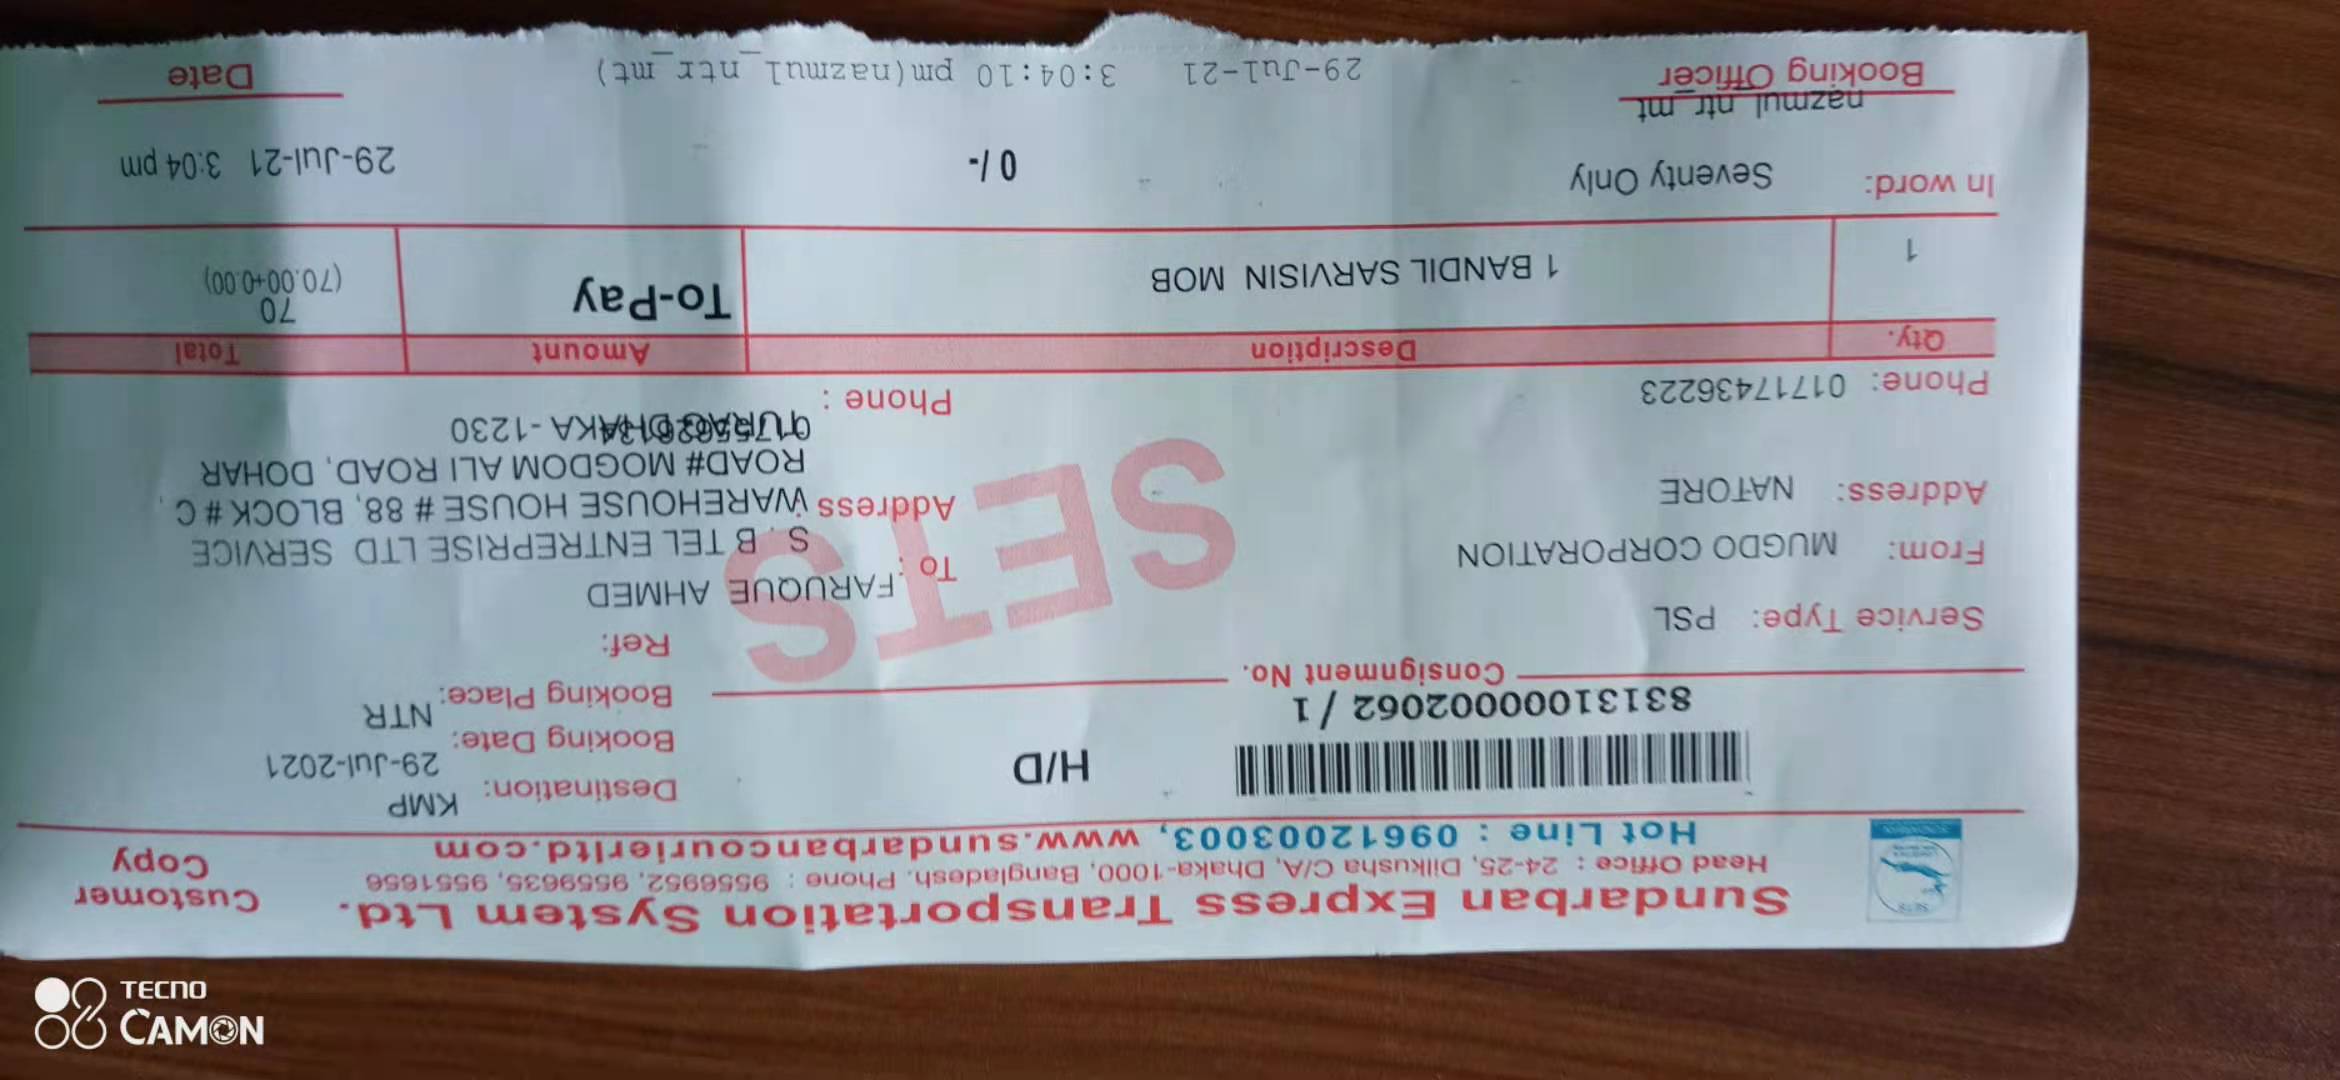 Sundarban Express Transportation System Ltd.
Customer Copy
Head Office : 24-25, Dilkusha C/A, Dhaka-1000, Bangladesh. Phone : 9556952, 9559635, 9551656
Hot Line : 09612003003, www.sundarbancourierltd.com
H/D
8313100002062 / 1
Consignment No.
Destination: KMP
Booking Date: 29-Jul-2021
Booking Place: NTR
Ref:
Service Type: PSL
From: MUGDO CORPORATION
Address: NATORE
Phone: 01717436223
SETS
To : FARUQUE AHMED
S B TEL ENTREPRISE LTD SERVICE
Address WAREHOUSE HOUSE # 88, BLOCK # C ,
ROAD# MOGDOM ALI ROAD, DOHAR
TURAG DHAKA -1230
Phone :
Qty. Description Amount Total
1 1 BANDIL SARVISIN MOB To-Pay 70
(70.00+0.00)
In word: Seventy Only 0 /- 29-Jul-21 3:04 pm
nazmul_ntr_mt
Booking Officer 29-Jul-21 3:04:10 pm(nazmul_ntr_mt) Date
TECNO
CAMON